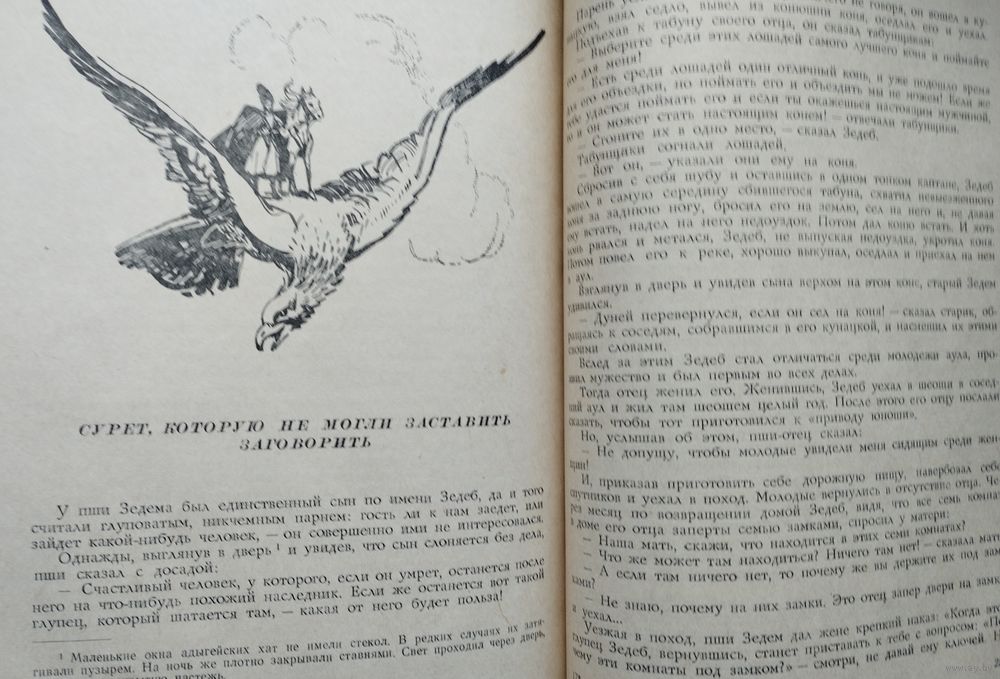 СУРЕТ, КОТОРУЮ НЕ МОГЛИ ЗАСТАВИТЬ
ЗАГОВОРИТЬ
У пши Зедема был единственный сын по имени Зедеб, да и того
считали глуповатым, никчемным парнем: гость ли к нам заедет, или
зайдет какой-нибудь человек, — он совершенно ими не интересовался.
Однажды, выглянув в дверь ¹ и увидев, что сын слоняется без дела,
пши сказал с досадой:
— Счастливый человек, у которого, если он умрет, останется после
него на что-нибудь похожий наследник. Если же останется вот такой
глупец, который шатается там, — какая от него будет польза!
¹ Маленькие окна адыгейских хат не имели стекол. В редких случаях их затя-
гивали пузырем. На ночь же плотно закрывали ставнями. Свет проходил через дверь,
настежь.
Парень не говоря, он вошел в ку-
нацкую, взял седло, вывел из конюшни коня, оседлал его и уехал.
Подъехав к табуну своего отца, он сказал табунщикам:
— Выберите среди этих лошадей самого лучшего коня и поймайте
его для меня!
— Есть среди лошадей один отличный конь, и уже подошло время
для его объездки, но поймать его и объездить мы не можем! Если же
тебе удастся поймать его и если ты окажешься настоящим мужчиной,
то и он может стать настоящим конем! — отвечали табунщики.
— Сгоните их в одно место, — сказал Зедеб.
Табунщики согнали лошадей.
— Вот он, — указали они ему на коня.
Сбросив с себя шубу и оставшись в одном тонком каптане, Зедеб
вошел в самую середину сбившегося табуна, схватил невыезженного
коня за заднюю ногу, бросил его на землю, сел на него и, не давая
ему встать, надел на него недоуздок. Потом дал коню встать. И хоть
конь рвался и метался, Зедеб, не выпуская недоуздка, укротил коня.
Потом повел его к реке, хорошо выкупал, оседлал и приехал на нем
в аул.
Взглянув в дверь и увидев сына верхом на этом коне, старый Зедем
удивился.
— Дуней перевернулся, если он сел на коня! — сказал старик, об-
ращаясь к соседям, собравшимся в его кунацкой, и насмешил их этими
своими словами.
Вслед за этим Зедеб стал отличаться среди молодежи аула, про-
явил мужество и был первым во всех делах.
Тогда отец женил его. Женившись, Зедеб уехал в шеоши в сосед-
ний аул и жил там шеошем целый год. После этого его отцу послали
сказать, чтобы тот приготовился к «приводу юноши».
Но, услышав об этом, пши-отец сказал:
— Не допущу, чтобы молодые увидели меня сидящим среди жен-
щин!
И, приказав приготовить себе дорожную пищу, навербовал себе
спутников и уехал в поход. Молодые вернулись в отсутствие отца. Че-
рез месяц по возвращении домой Зедеб, видя, что все семь комнат
в доме его отца заперты семью замками, спросил у матери:
— Наша мать, скажи, что находится в этих семи комнатах?
— Что же может там находиться? Ничего там нет! — сказала мать.
— А если там ничего нет, то почему же вы держите их под зам-
ками?
— Не знаю, почему на них замки. Это отец запер двери на замки
и уехал...
Уезжая в поход, пши Зедем дал жене крепкий наказ: «Когда этот
глупец Зедеб, вернувшись, станет приставать к тебе с вопросом: «По-
чему эти комнаты под замком?» — смотри, не давай ему ключей.